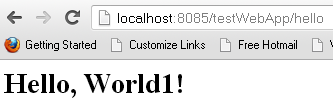 localhost:8085/testWebApp/hello
Getting Started Customize Links Free Hotmail
Hello, World1!